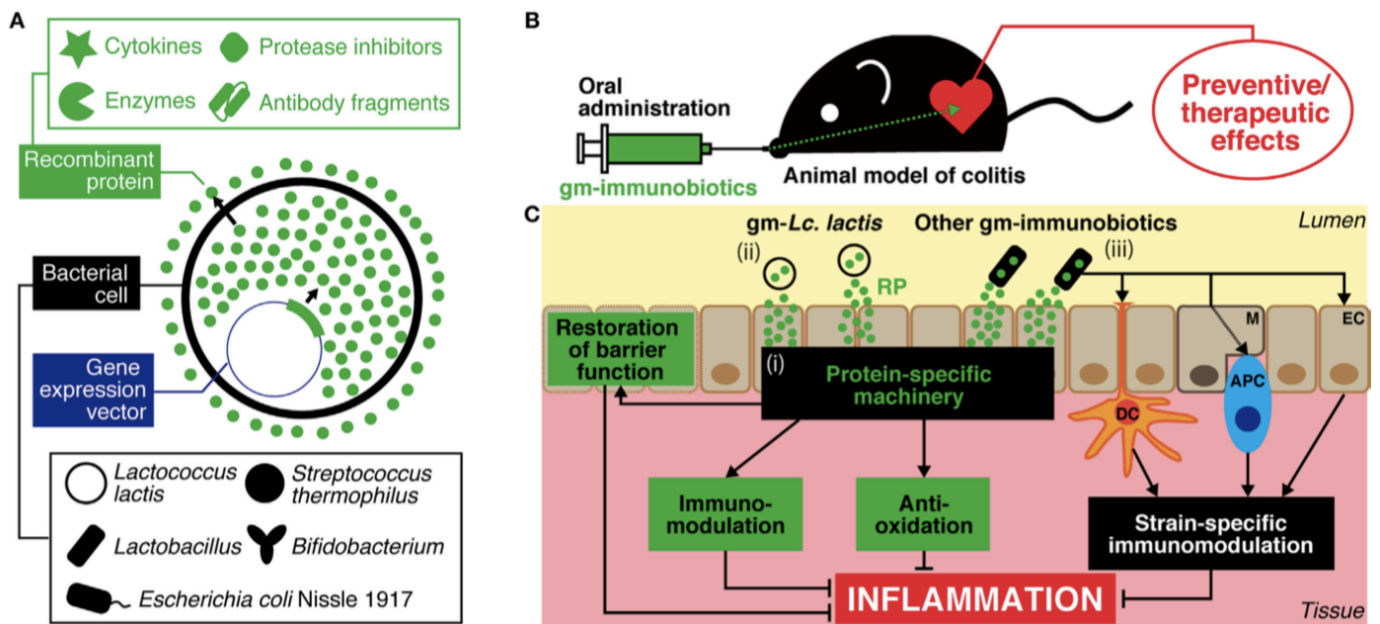 A
Cytokines
Protease inhibitors
Enzymes
Antibody fragments
Recombinant
protein
Bacterial
cell
Gene
expression
vector
Lactococcus
lactis
Streptococcus
thermophilus
Lactobacillus
Bifidobacterium
Escherichia coli Nissle 1917
B
Oral
administration
gm-immunobiotics
Animal model of colitis
Preventive/
therapeutic
effects
C
gm-Lc. lactis
Other gm-immunobiotics
Lumen
(ii)
(iii)
RP
Restoration
of barrier
function
(i)
Protein-specific
machinery
M
EC
APC
DC
Immuno-
modulation
Anti-
oxidation
Strain-specific
immunomodulation
INFLAMMATION
Tissue